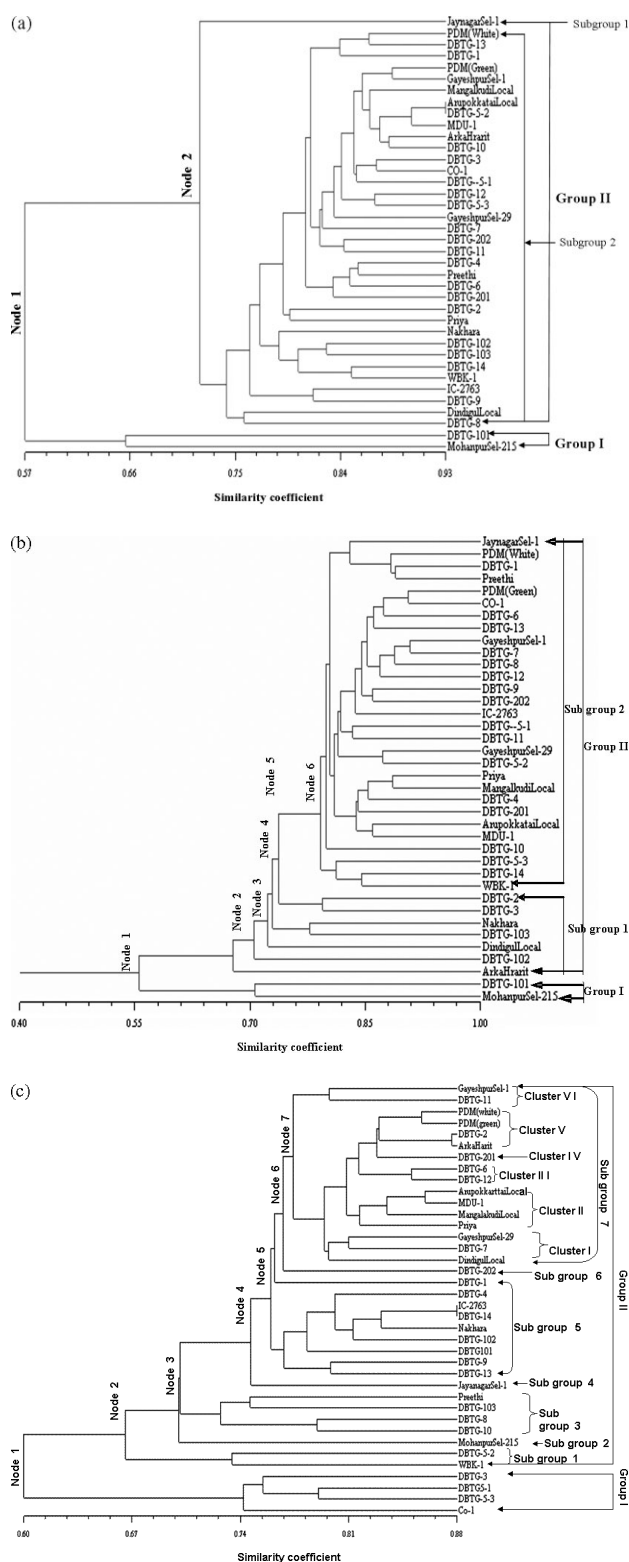 (a)
JaynagarSel-1
Subgroup 1
PDM(White)
DBTG-13
DBTG-1
PDM(Green)
GayeshpurSel-1
MangalkudiLocal
ArupokkataiLocal
DBTG-5-2
MDU-1
ArkaHrarit
DBTG-10
DBTG-3
CO-1
DBTG--5-1
DBTG-12
DBTG-5-3
Group II
GayeshpurSel-29
DBTG-7
DBTG-202
Subgroup 2
DBTG-11
DBTG-4
Preethi
DBTG-6
DBTG-201
DBTG-2
Priya
Nakhara
DBTG-102
DBTG-103
DBTG-14
WBK-1
IC-2763
DBTG-9
DindigulLocal
DBTG-8
DBTG-101
Group I
MohanpurSel-215
Node 2
Node 1
0.57 0.66 0.75 0.84 0.93
Similarity coefficient
(b)
JaynagarSel-1
PDM(White)
DBTG-1
Preethi
PDM(Green)
CO-1
DBTG-6
DBTG-13
GayeshpurSel-1
DBTG-7
DBTG-8
DBTG-12
DBTG-9
DBTG-202
Sub group 2
IC-2763
DBTG--5-1
DBTG-11
Group II
GayeshpurSel-29
DBTG-5-2
Priya
MangalkudiLocal
DBTG-4
DBTG-201
ArupokkataiLocal
MDU-1
DBTG-10
DBTG-5-3
DBTG-14
WBK-1
DBTG-2
DBTG-3
Nakhara
Sub group 1
DBTG-103
DindigulLocal
DBTG-102
ArkaHrarit
DBTG-101
Group I
MohanpurSel-215
Node 5
Node 6
Node 4
Node 3
Node 2
Node 1
0.40 0.55 0.70 0.85 1.00
Similarity coefficient
(c)
GayeshpurSel-1
Cluster V I
DBTG-11
PDM(white)
PDM(green)
Cluster V
DBTG-2
ArkaHarit
DBTG-201
Cluster I V
DBTG-6
Cluster II I
DBTG-12
ArupokkarttaiLocal
MDU-1
Cluster II
MangalakudiLocal
Priya
GayeshpurSel-29
DBTG-7
Cluster I
DindigulLocal
Sub group 7
DBTG-202
Sub group 6
DBTG-1
DBTG-4
IC-2763
DBTG-14
Sub group 5
Nakhara
DBTG-102
DBTG101
DBTG-9
DBTG-13
Group II
JayanagarSel-1
Sub group 4
Preethi
DBTG-103
Sub
group 3
DBTG-8
DBTG-10
MohanpurSel-215
Sub group 2
DBTG-5-2
Sub group 1
WBK-1
DBTG-3
DBTG5-1
DBTG-5-3
Co-1
Group I
Node 7
Node 6
Node 5
Node 4
Node 3
Node 2
Node 1
0.60 0.67 0.74 0.81 0.88
Similarity coefficient